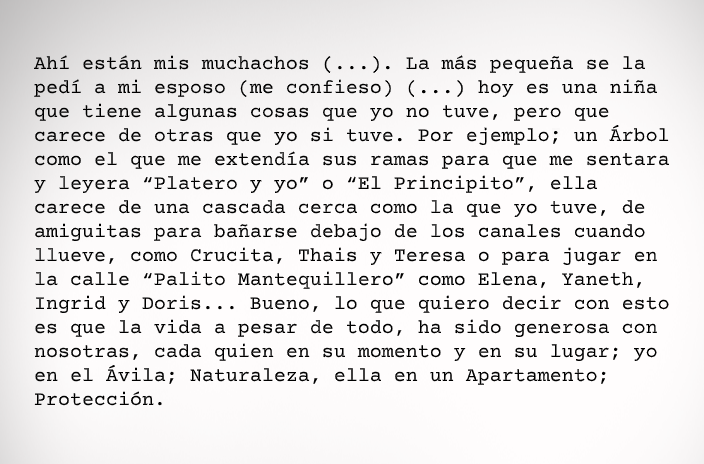 Ahí están mis muchachos (...). La más pequeña se la
pedí a mi esposo (me confieso) (...) hoy es una niña
que tiene algunas cosas que yo no tuve, pero que
carece de otras que yo si tuve. Por ejemplo; un Árbol
como el que me extendía sus ramas para que me sentara
y leyera “Platero y yo” o “El Principito”, ella
carece de una cascada cerca como la que yo tuve, de
amiguitas para bañarse debajo de los canales cuando
llueve, como Crucita, Thais y Teresa o para jugar en
la calle “Palito Mantequillero” como Elena, Yaneth,
Ingrid y Doris... Bueno, lo que quiero decir con esto
es que la vida a pesar de todo, ha sido generosa con
nosotras, cada quien en su momento y en su lugar; yo
en el Ávila; Naturaleza, ella en un Apartamento;
Protección.